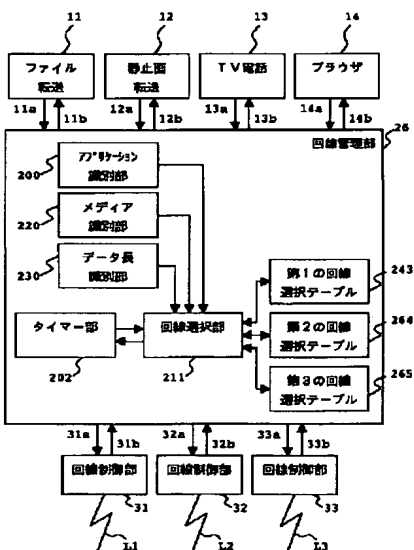 11
12
13
14
ファイル
転送
静止画
転送
TV電話
ブラウザ
11a
11b
12a
12b
13a
13b
14a
14b
26
回線管理部
アプリケーション
識別部
200
メディア
識別部
220
データ長
識別部
230
タイマー部
202
回線選択部
211
第1の回線
選択テーブル
243
第2の回線
選択テーブル
264
第3の回線
選択テーブル
265
31a
31b
32a
32b
33a
33b
回線制御部
回線制御部
回線制御部
31
32
33
L1
L2
L3